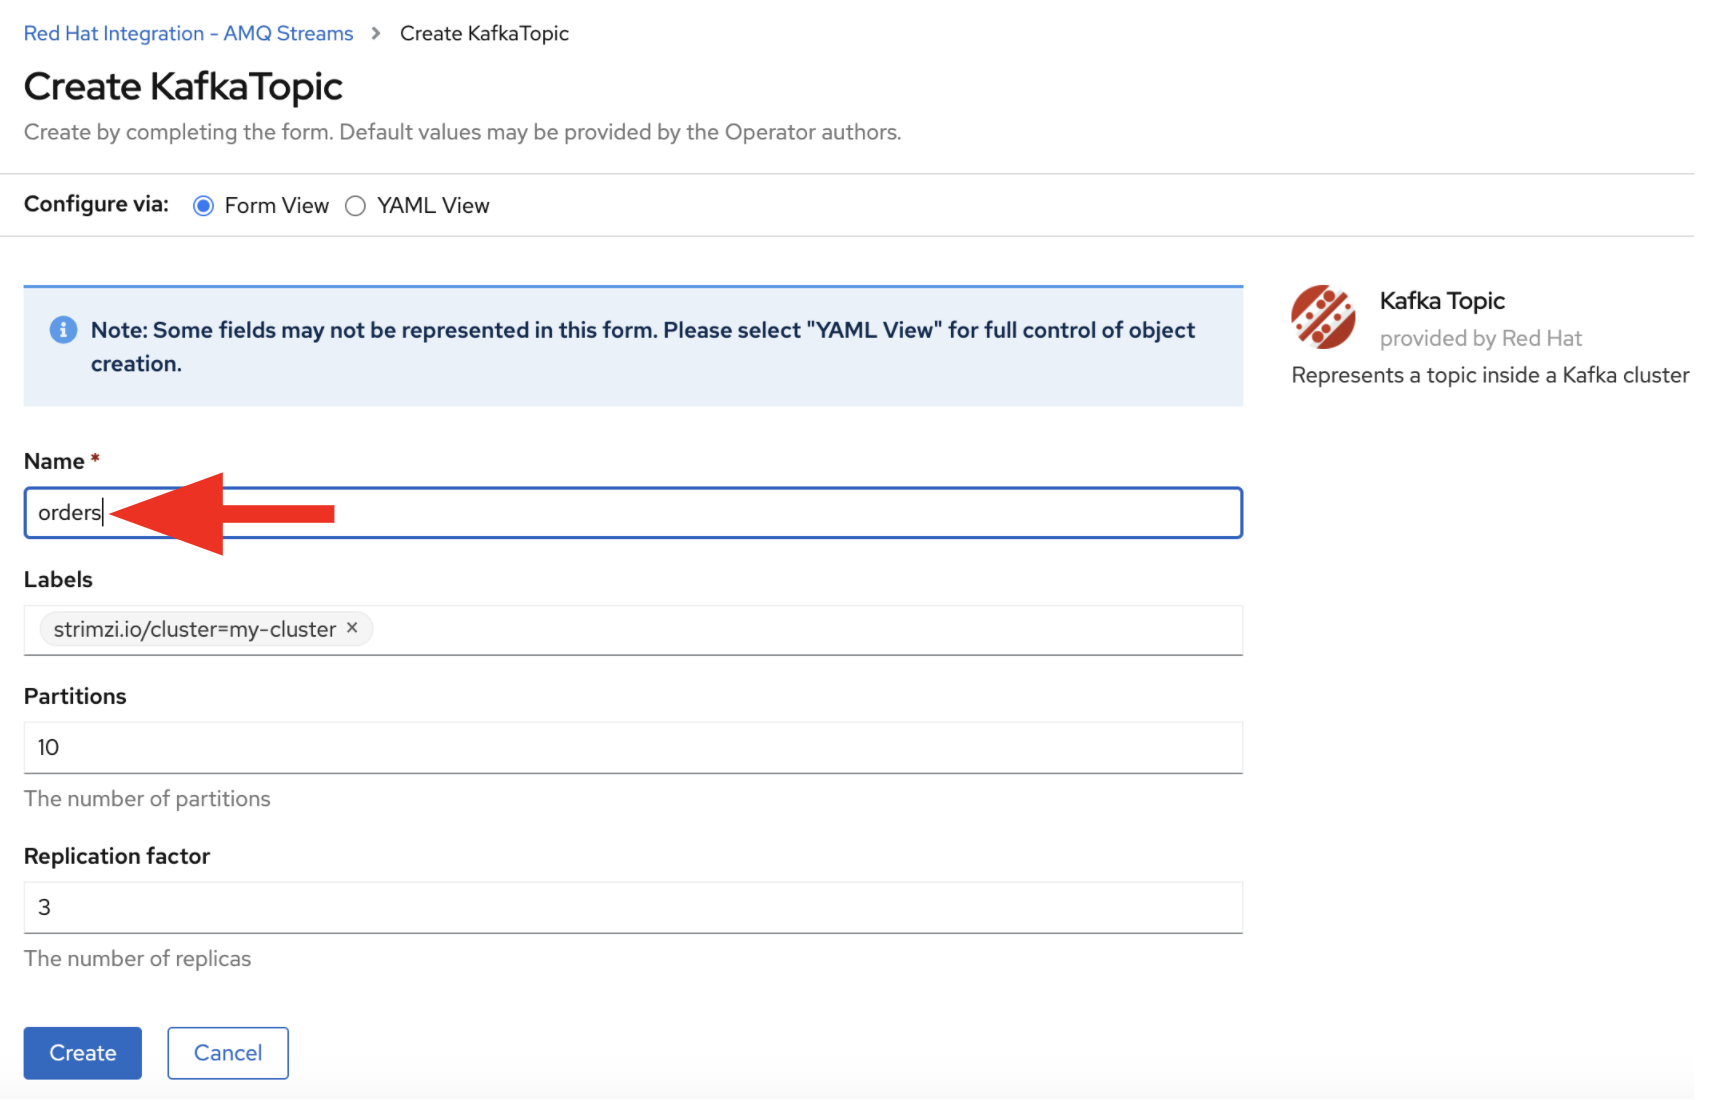 Red Hat Integration - AMQ Streams > Create KafkaTopic
Create KafkaTopic
Create by completing the form. Default values may be provided by the Operator authors.
Configure via: Form View YAML View
Note: Some fields may not be represented in this form. Please select "YAML View" for full control of object
creation.
Kafka Topic
provided by Red Hat
Represents a topic inside a Kafka cluster
Name *
orders
Labels
strimzi.io/cluster=my-cluster ×
Partitions
10
The number of partitions
Replication factor
3
The number of replicas
Create Cancel